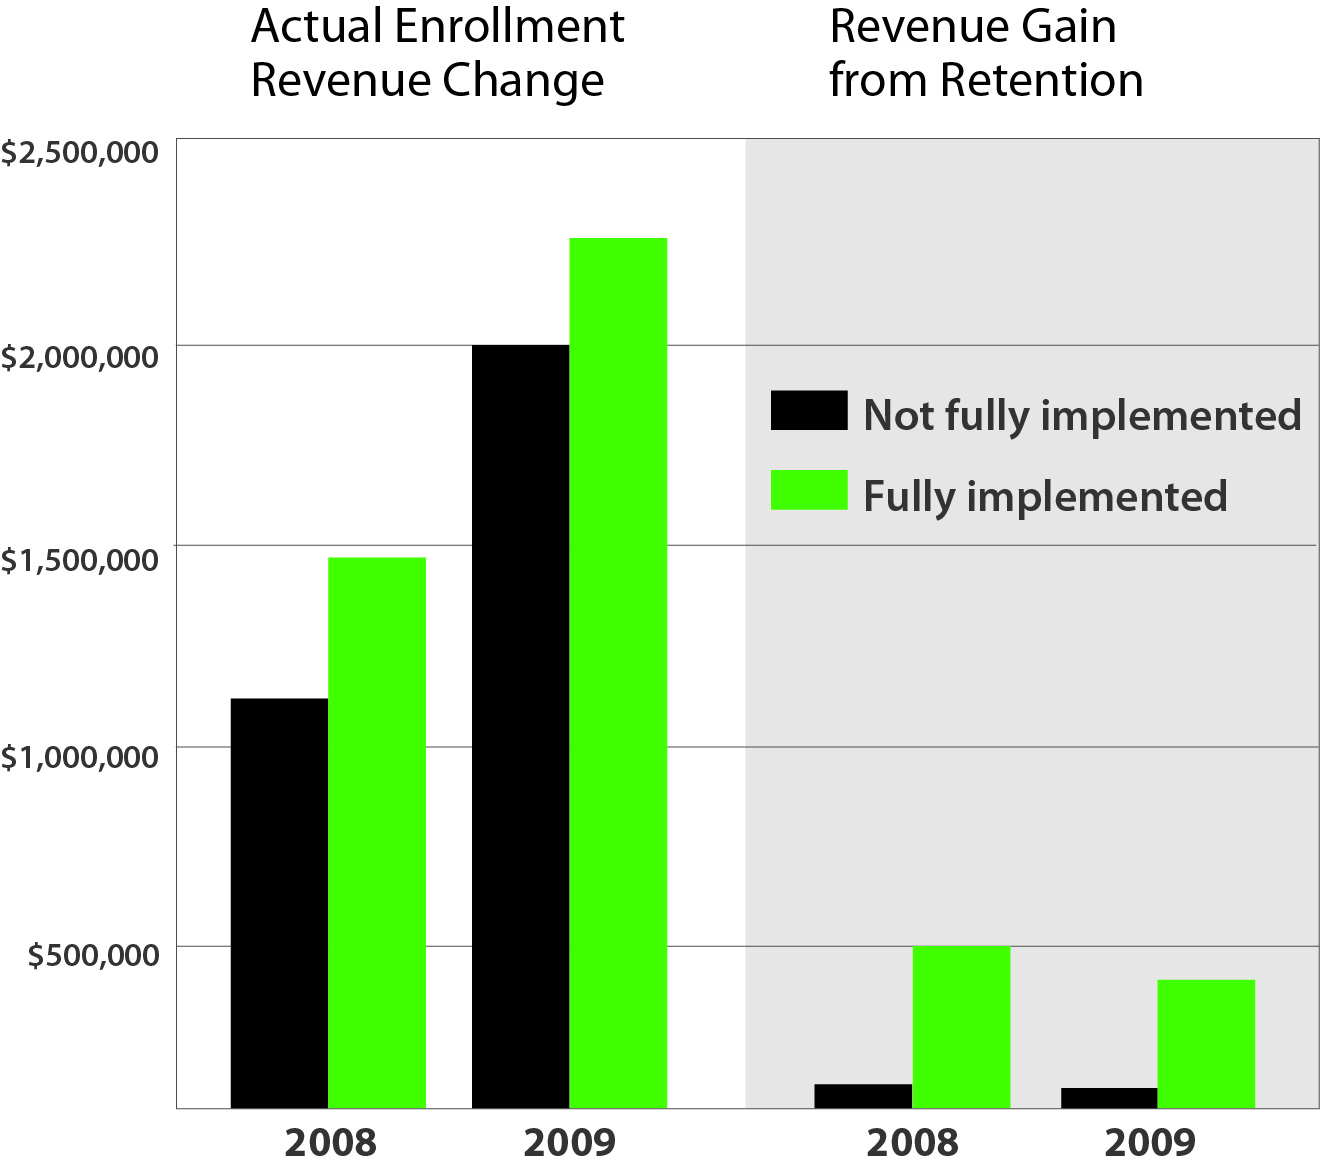 Actual Enrollment
Revenue Change
Revenue Gain
from Retention
$2,500,000
$2,000,000
$1,500,000
$1,000,000
$500,000
Not fully implemented
Fully implemented
2008
2009
2008
2009